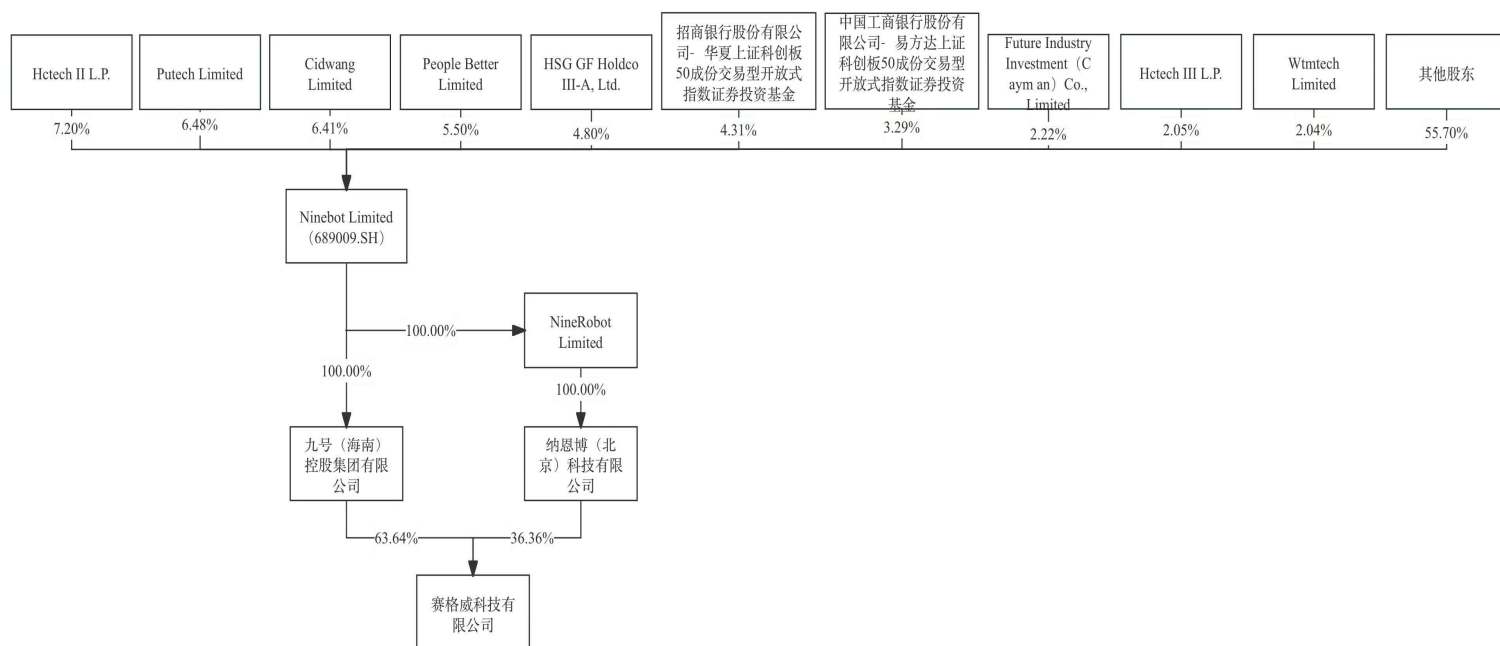 Hctech II L.P.
Putech Limited
Cidwang
Limited
People Better
Limited
HSG GF Holdco
III-A, Ltd.
招商银行股份有限公
司- 华夏上证科创板
50成份交易型开放式
指数证券投资基金
中国工商银行股份有
限公司- 易方达上证
科创板50成份交易型
开放式指数证券投资
基金
Future Industry
Investment（C
aym an）Co.,
Limited
Hctech III L.P.
Wtmtech
Limited
其他股东
7.20%
6.48%
6.41%
5.50%
4.80%
4.31%
3.29%
2.22%
2.05%
2.04%
55.70%
Ninebot Limited
（689009.SH）
100.00%
NineRobot
Limited
100.00%
100.00%
九号（海南）
控股集团有限
公司
纳恩博（北
京）科技有限
公司
63.64%
36.36%
赛格威科技有
限公司